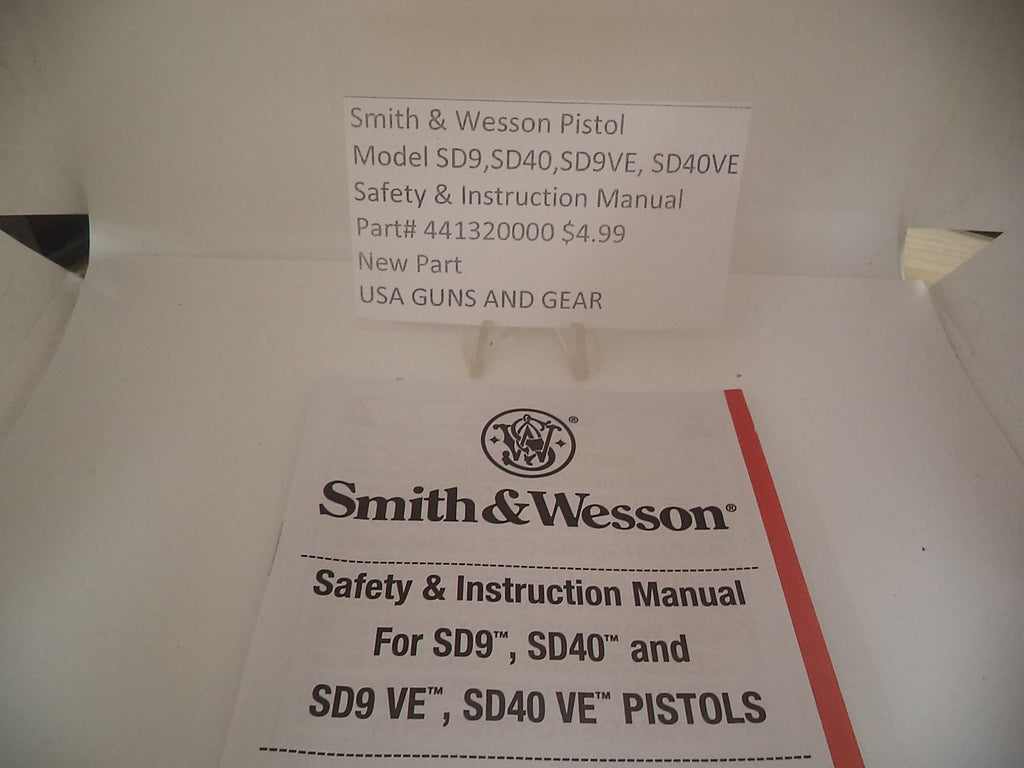 Smith & Wesson Pistol
Model SD9,SD40,SD9VE, SD40VE
Safety & Instruction Manual
Part# 441320000 $4.99
New Part
USA GUNS AND GEAR
SW®
Smith&Wesson®
Safety & Instruction Manual
For SD9™, SD40™ and
SD9 VE™, SD40 VE™ PISTOLS